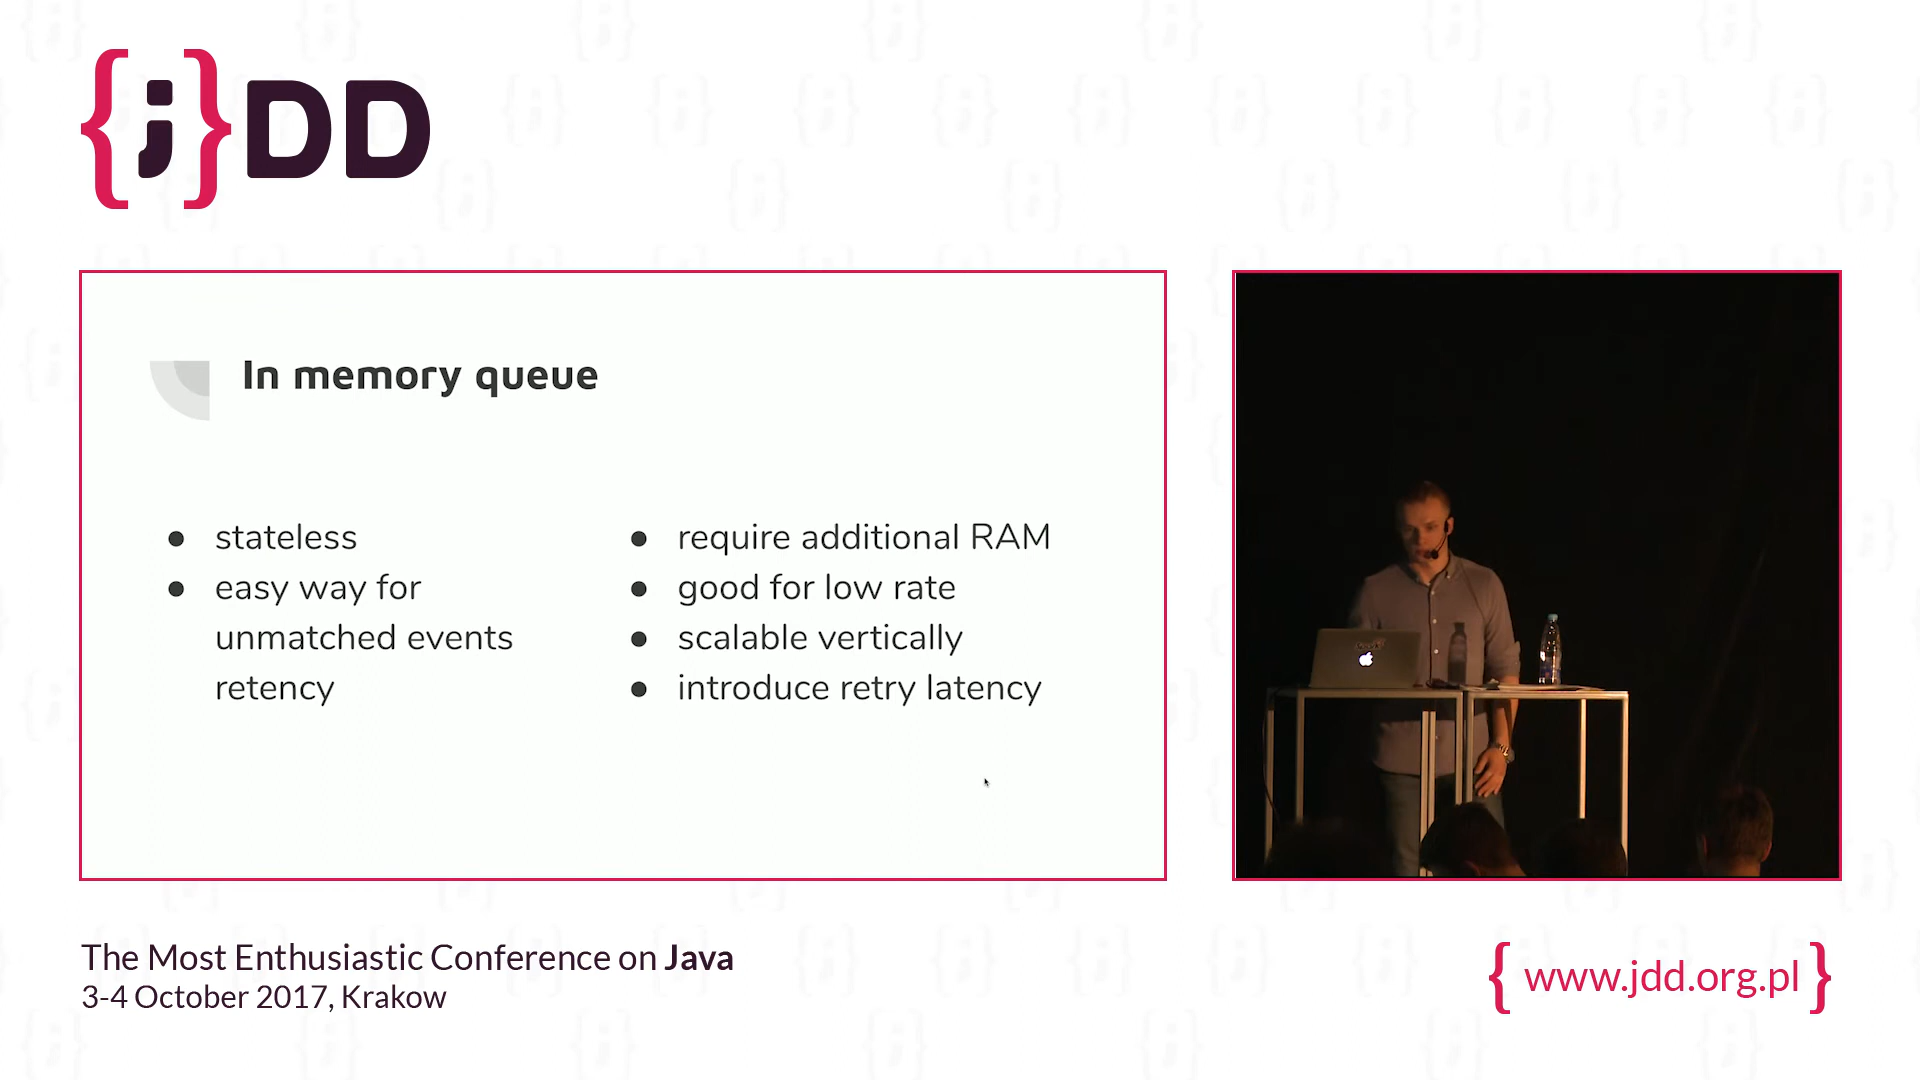 {;}DD
In memory queue
● stateless
● easy way for
unmatched events
retency
● require additional RAM
● good for low rate
● scalable vertically
● introduce retry latency
The Most Enthusiastic Conference on Java
3-4 October 2017, Krakow
{ www.jdd.org.pl }